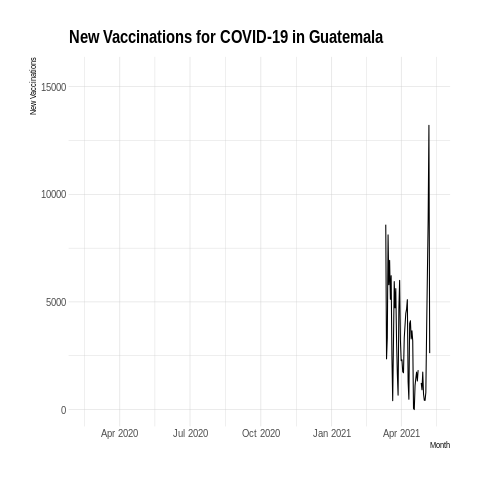 New Vaccinations for COVID-19 in Guatemala
New Vaccinations
15000
10000
5000
0
Apr 2020 Jul 2020 Oct 2020 Jan 2021 Apr 2021
Month